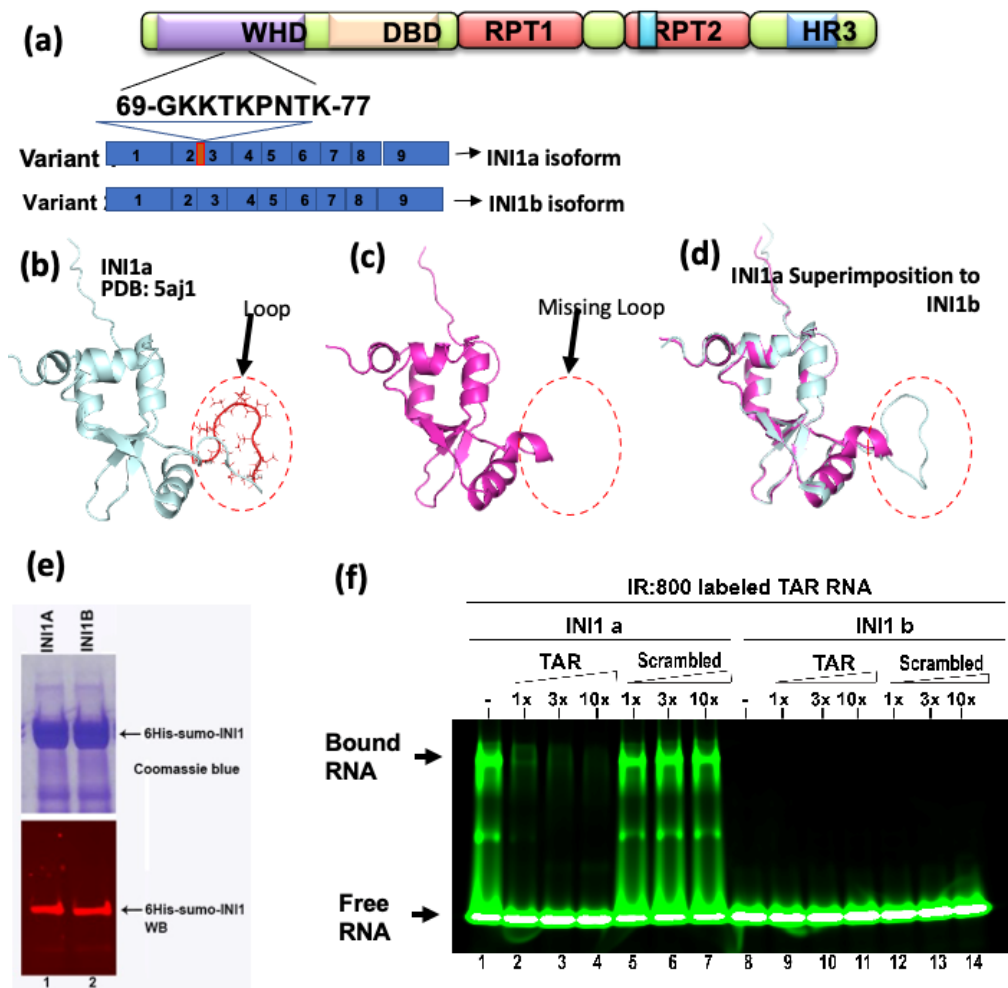 (a)
WHD DBD RPT1 RPT2 HR3
69-GKKTKPNTK-77
Variant 1 2 3 4 5 6 7 8 9 INI1a isoform
Variant 1 2 3 4 5 6 7 8 9 INI1b isoform
(b)
INI1a
PDB: 5aj1
Loop
(c)
Missing Loop
(d)
INI1a Superimposition to
INI1b
(e)
INI1A INI1B
6His-sumo-INI1
Coomassie blue
6His-sumo-INI1
WB
1 2
(f)
IR:800 labeled TAR RNA
INI1 a INI1 b
TAR Scrambled TAR Scrambled
- 1x 3x 10x 1x 3x 10x - 1x 3x 10x 1x 3x 10x
Bound
RNA
Free
RNA
1 2 3 4 5 6 7 8 9 10 11 12 13 14